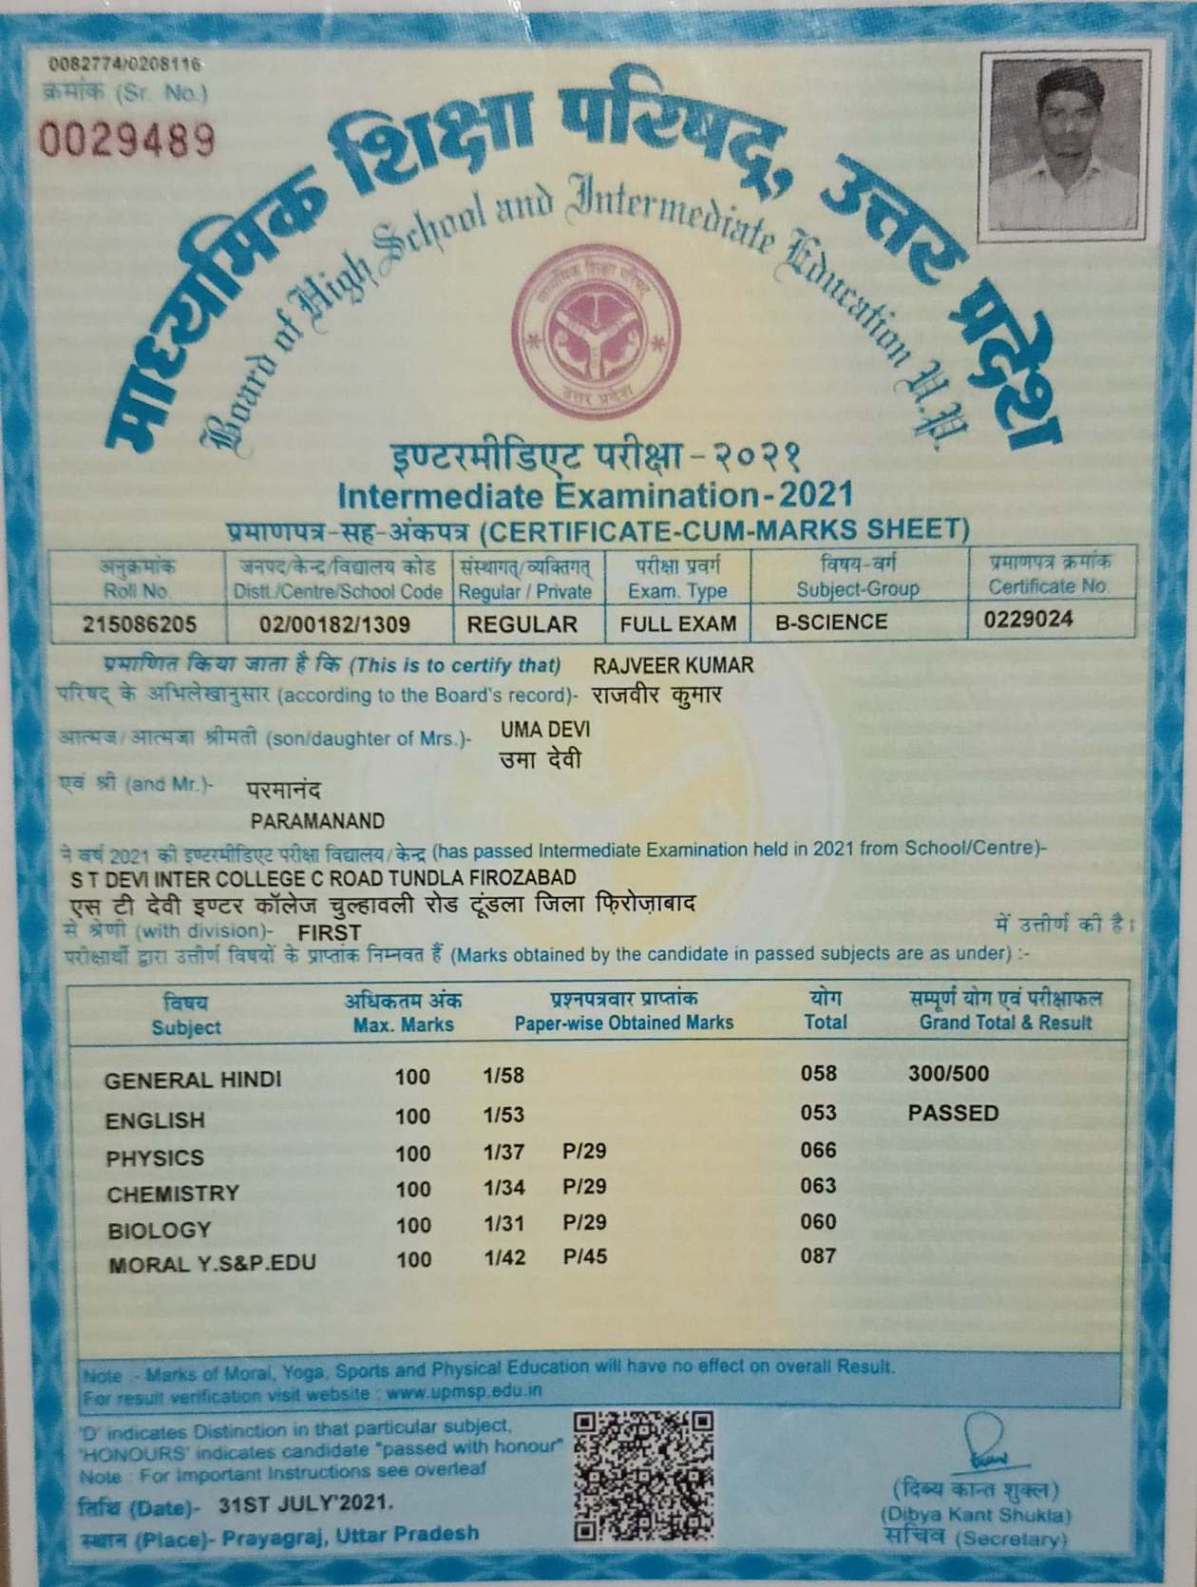 0082774/0208116
क्रमांक (Sr. No.)
0029489
माध्यमिक शिक्षा परिषद्, उत्तर प्रदेश
Board of High School and Intermediate Education U.P.
माध्यमिक शिक्षा परिषद्
उत्तर प्रदेश
इण्टरमीडिएट परीक्षा - २०२१
Intermediate Examination - 2021
प्रमाणपत्र-सह-अंकपत्र (CERTIFICATE-CUM-MARKS SHEET)
अनुक्रमांक जनपद/केन्द्र/विद्यालय कोड संस्थागत्/व्यक्तिगत् परीक्षा प्रवर्ग विषय-वर्ग प्रमाणपत्र क्रमांक
Roll No. Distt./Centre/School Code Regular / Private Exam. Type Subject-Group Certificate No.
215086205 02/00182/1309 REGULAR FULL EXAM B-SCIENCE 0229024
प्रमाणित किया जाता है कि (This is to certify that) RAJVEER KUMAR
परिषद् के अभिलेखानुसार (according to the Board's record)- राजवीर कुमार
आत्मज/आत्मजा श्रीमती (son/daughter of Mrs.)- UMA DEVI
उमा देवी
एवं श्री (and Mr.)- परमानंद
PARAMANAND
ने वर्ष 2021 की इण्टरमीडिएट परीक्षा विद्यालय/केन्द्र (has passed Intermediate Examination held in 2021 from School/Centre)-
S T DEVI INTER COLLEGE C ROAD TUNDLA FIROZABAD
एस टी देवी इण्टर कॉलेज चुल्हावली रोड टूंडला जिला फ़िरोज़ाबाद
से श्रेणी (with division)- FIRST में उत्तीर्ण की है।
परीक्षार्थी द्वारा उत्तीर्ण विषयों के प्राप्तांक निम्नवत हैं (Marks obtained by the candidate in passed subjects are as under) :-
विषय अधिकतम अंक प्रश्नपत्रवार प्राप्तांक योग सम्पूर्ण योग एवं परीक्षाफल
Subject Max. Marks Paper-wise Obtained Marks Total Grand Total & Result
GENERAL HINDI 100 1/58 058 300/500
ENGLISH 100 1/53 053 PASSED
PHYSICS 100 1/37 P/29 066
CHEMISTRY 100 1/34 P/29 063
BIOLOGY 100 1/31 P/29 060
MORAL Y.S&P.EDU 100 1/42 P/45 087
Note :- Marks of Moral, Yoga, Sports and Physical Education will have no effect on overall Result.
For result verification visit website : www.upmsp.edu.in
'D' indicates Distinction in that particular subject,
'HONOURS' indicates candidate "passed with honour"
Note : For Important Instructions see overleaf
तिथि (Date)- 31ST JULY'2021.
स्थान (Place)- Prayagraj, Uttar Pradesh
(दिव्य कान्त शुक्ल)
(Dibya Kant Shukla)
सचिव (Secretary)